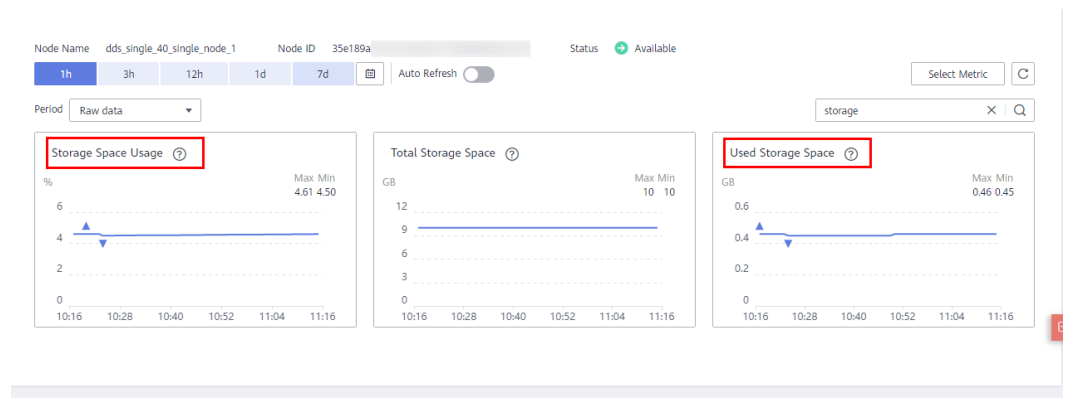 Node Name dds_single_40_single_node_1 Node ID 35e189a Status Available
1h 3h 12h 1d 7d Auto Refresh Select Metric
Period Raw data storage
Storage Space Usage
%
Max Min
4.61 4.50
6
4
2
0
10:16 10:28 10:40 10:52 11:04 11:16
Total Storage Space
GB
Max Min
10 10
12
9
6
3
0
10:16 10:28 10:40 10:52 11:04 11:16
Used Storage Space
GB
Max Min
0.46 0.45
0.6
0.4
0.2
0
10:16 10:28 10:40 10:52 11:04 11:16